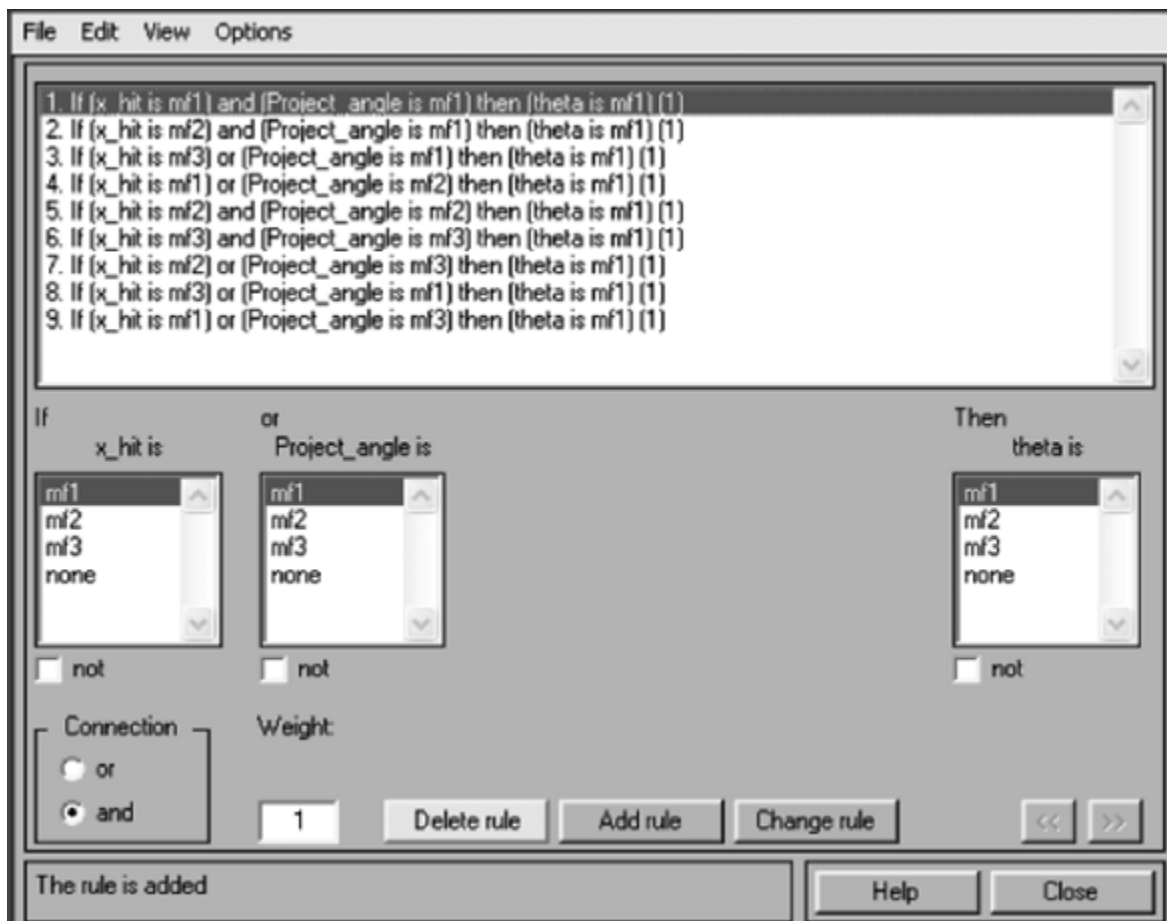 File Edit View Options
1. If (x_hit is mf1) and (Project_angle is mf1) then (theta is mf1) (1)
2. If (x_hit is mf2) and (Project_angle is mf1) then (theta is mf1) (1)
3. If (x_hit is mf3) or (Project_angle is mf1) then (theta is mf1) (1)
4. If (x_hit is mf1) or (Project_angle is mf2) then (theta is mf1) (1)
5. If (x_hit is mf2) and (Project_angle is mf2) then (theta is mf1) (1)
6. If (x_hit is mf3) and (Project_angle is mf3) then (theta is mf1) (1)
7. If (x_hit is mf2) or (Project_angle is mf3) then (theta is mf1) (1)
8. If (x_hit is mf3) or (Project_angle is mf1) then (theta is mf1) (1)
9. If (x_hit is mf1) or (Project_angle is mf3) then (theta is mf1) (1)
If or Then
x_hit is Project_angle is theta is
mf1 mf1 mf1
mf2 mf2 mf2
mf3 mf3 mf3
none none none
not not not
Connection Weight:
or
and 1 Delete rule Add rule Change rule << >>
The rule is added Help Close